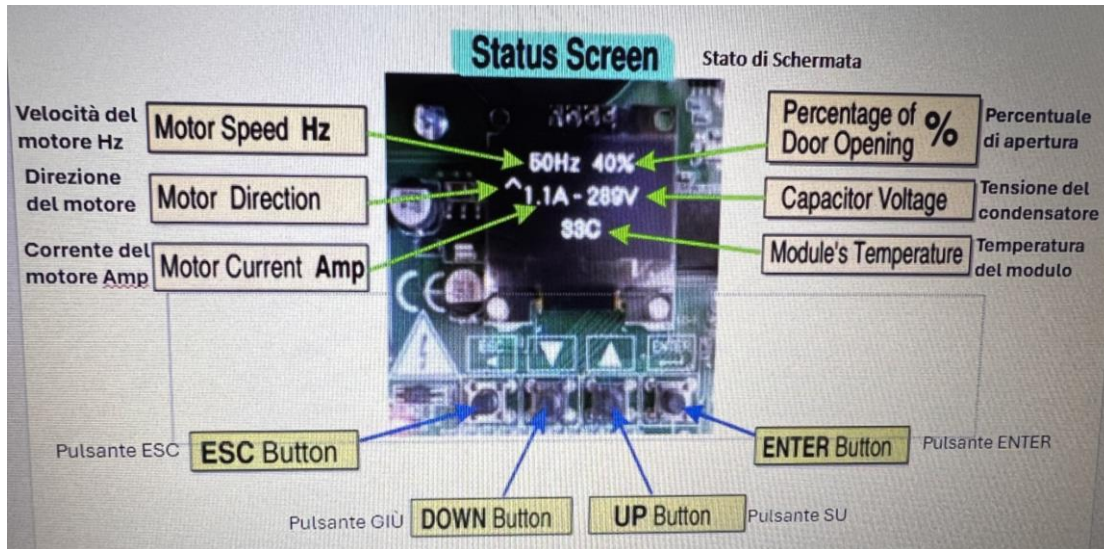 Status Screen Stato di Schermata
Velocità del
motore Hz
Motor Speed Hz
Percentage of
Door Opening %
Percentuale
di apertura
Direzione
del motore
Motor Direction
Capacitor Voltage
Tensione del
condensatore
Corrente del
motore Amp
Motor Current Amp
Module's Temperature
Temperatura
del modulo
50Hz 40%
^1.1A - 289V
33C
CE
ESC
ENTER
Pulsante ESC ESC Button
ENTER Button Pulsante ENTER
Pulsante GIÙ DOWN Button
UP Button Pulsante SU